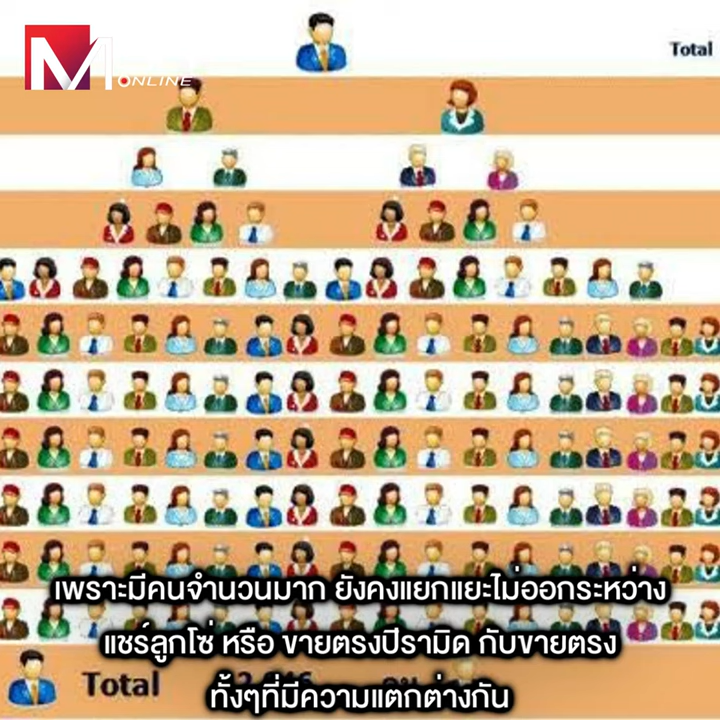 M
ONLINE
Total
เพราะมีคนจำนวนมาก ยังคงแยกแยะไม่ออกระหว่าง
แชร์ลูกโซ่ หรือ ขายตรงปิรามิด กับขายตรง
Total
ทั้งๆที่มีความแตกต่างกัน